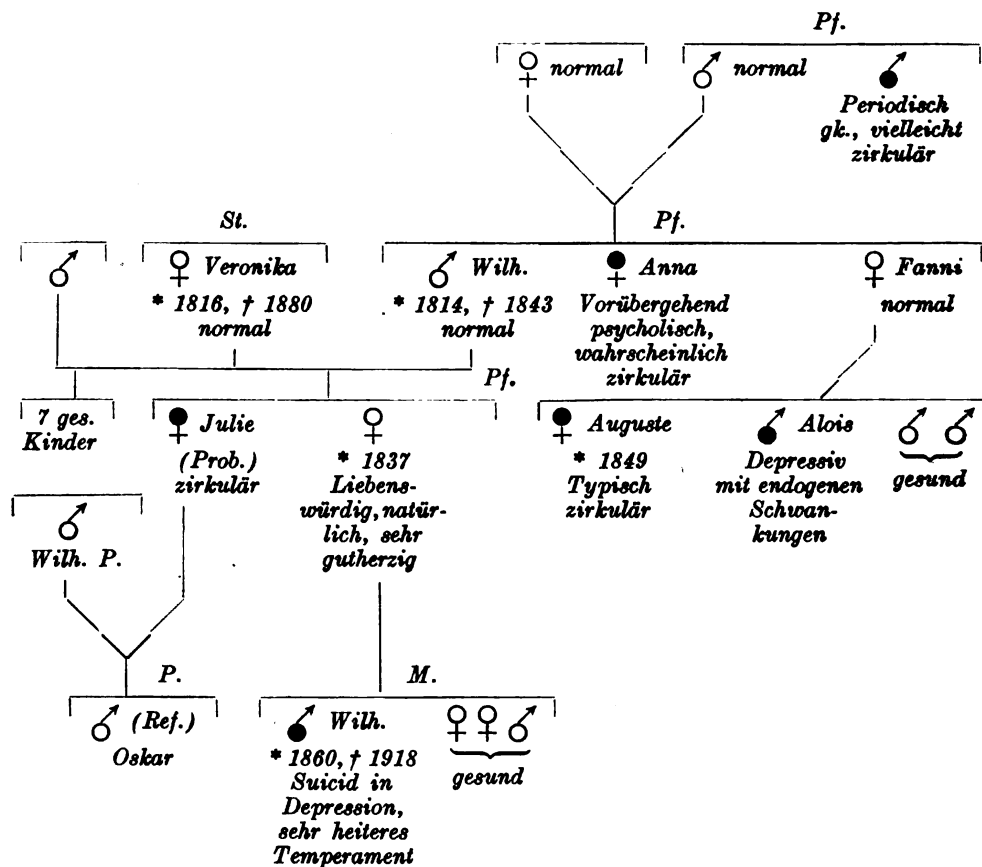 Pf.
normal
normal
Periodisch
gk., vielleicht
zirkulär
St.
Pf.
Veronika
* 1816, † 1880
normal
Wilh.
* 1814, † 1843
normal
Anna
Vorübergehend
psycholisch,
wahrscheinlich
zirkulär
Fanni
normal
Pf.
7 ges.
Kinder
Julie
(Prob.)
zirkulär
* 1837
Liebens-
würdig, natür-
lich, sehr
gutherzig
Auguste
* 1849
Typisch
zirkulär
Alois
Depressiv
mit endogenen
Schwan-
kungen
gesund
Wilh. P.
P.
M.
(Ref.)
Oskar
Wilh.
* 1860, † 1918
Suicid in
Depression,
sehr heiteres
Temperament
gesund